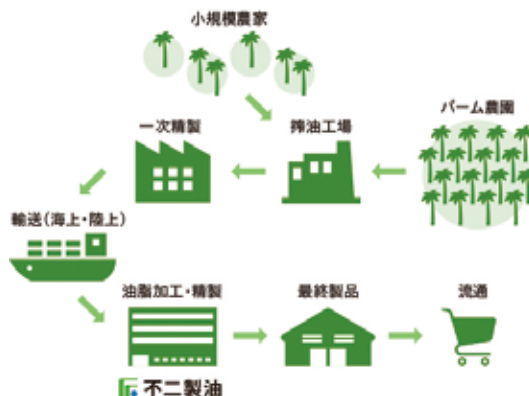 小規模農家
パーム農園
搾油工場
一次精製
輸送(海上・陸上)
油脂加工・精製
最終製品
流通
不二製油